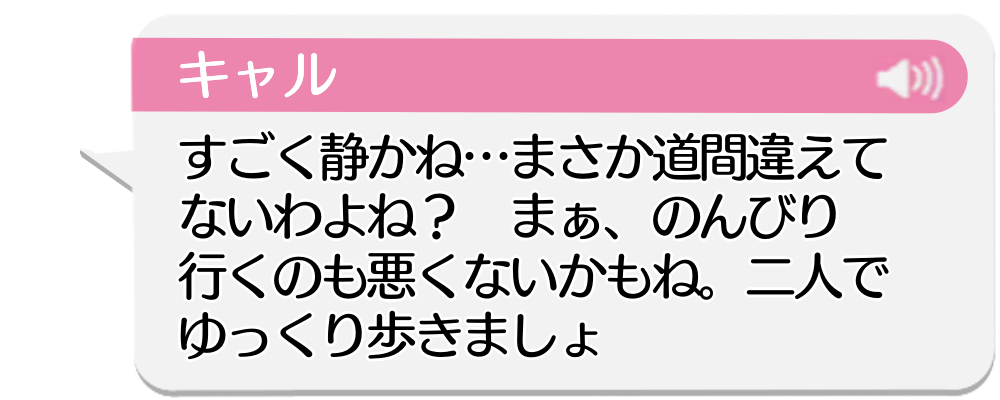 キャル
すごく静かね…まさか道間違えて
ないわよね？　まぁ、のんびり
行くのも悪くないかもね。二人で
ゆっくり歩きましょ